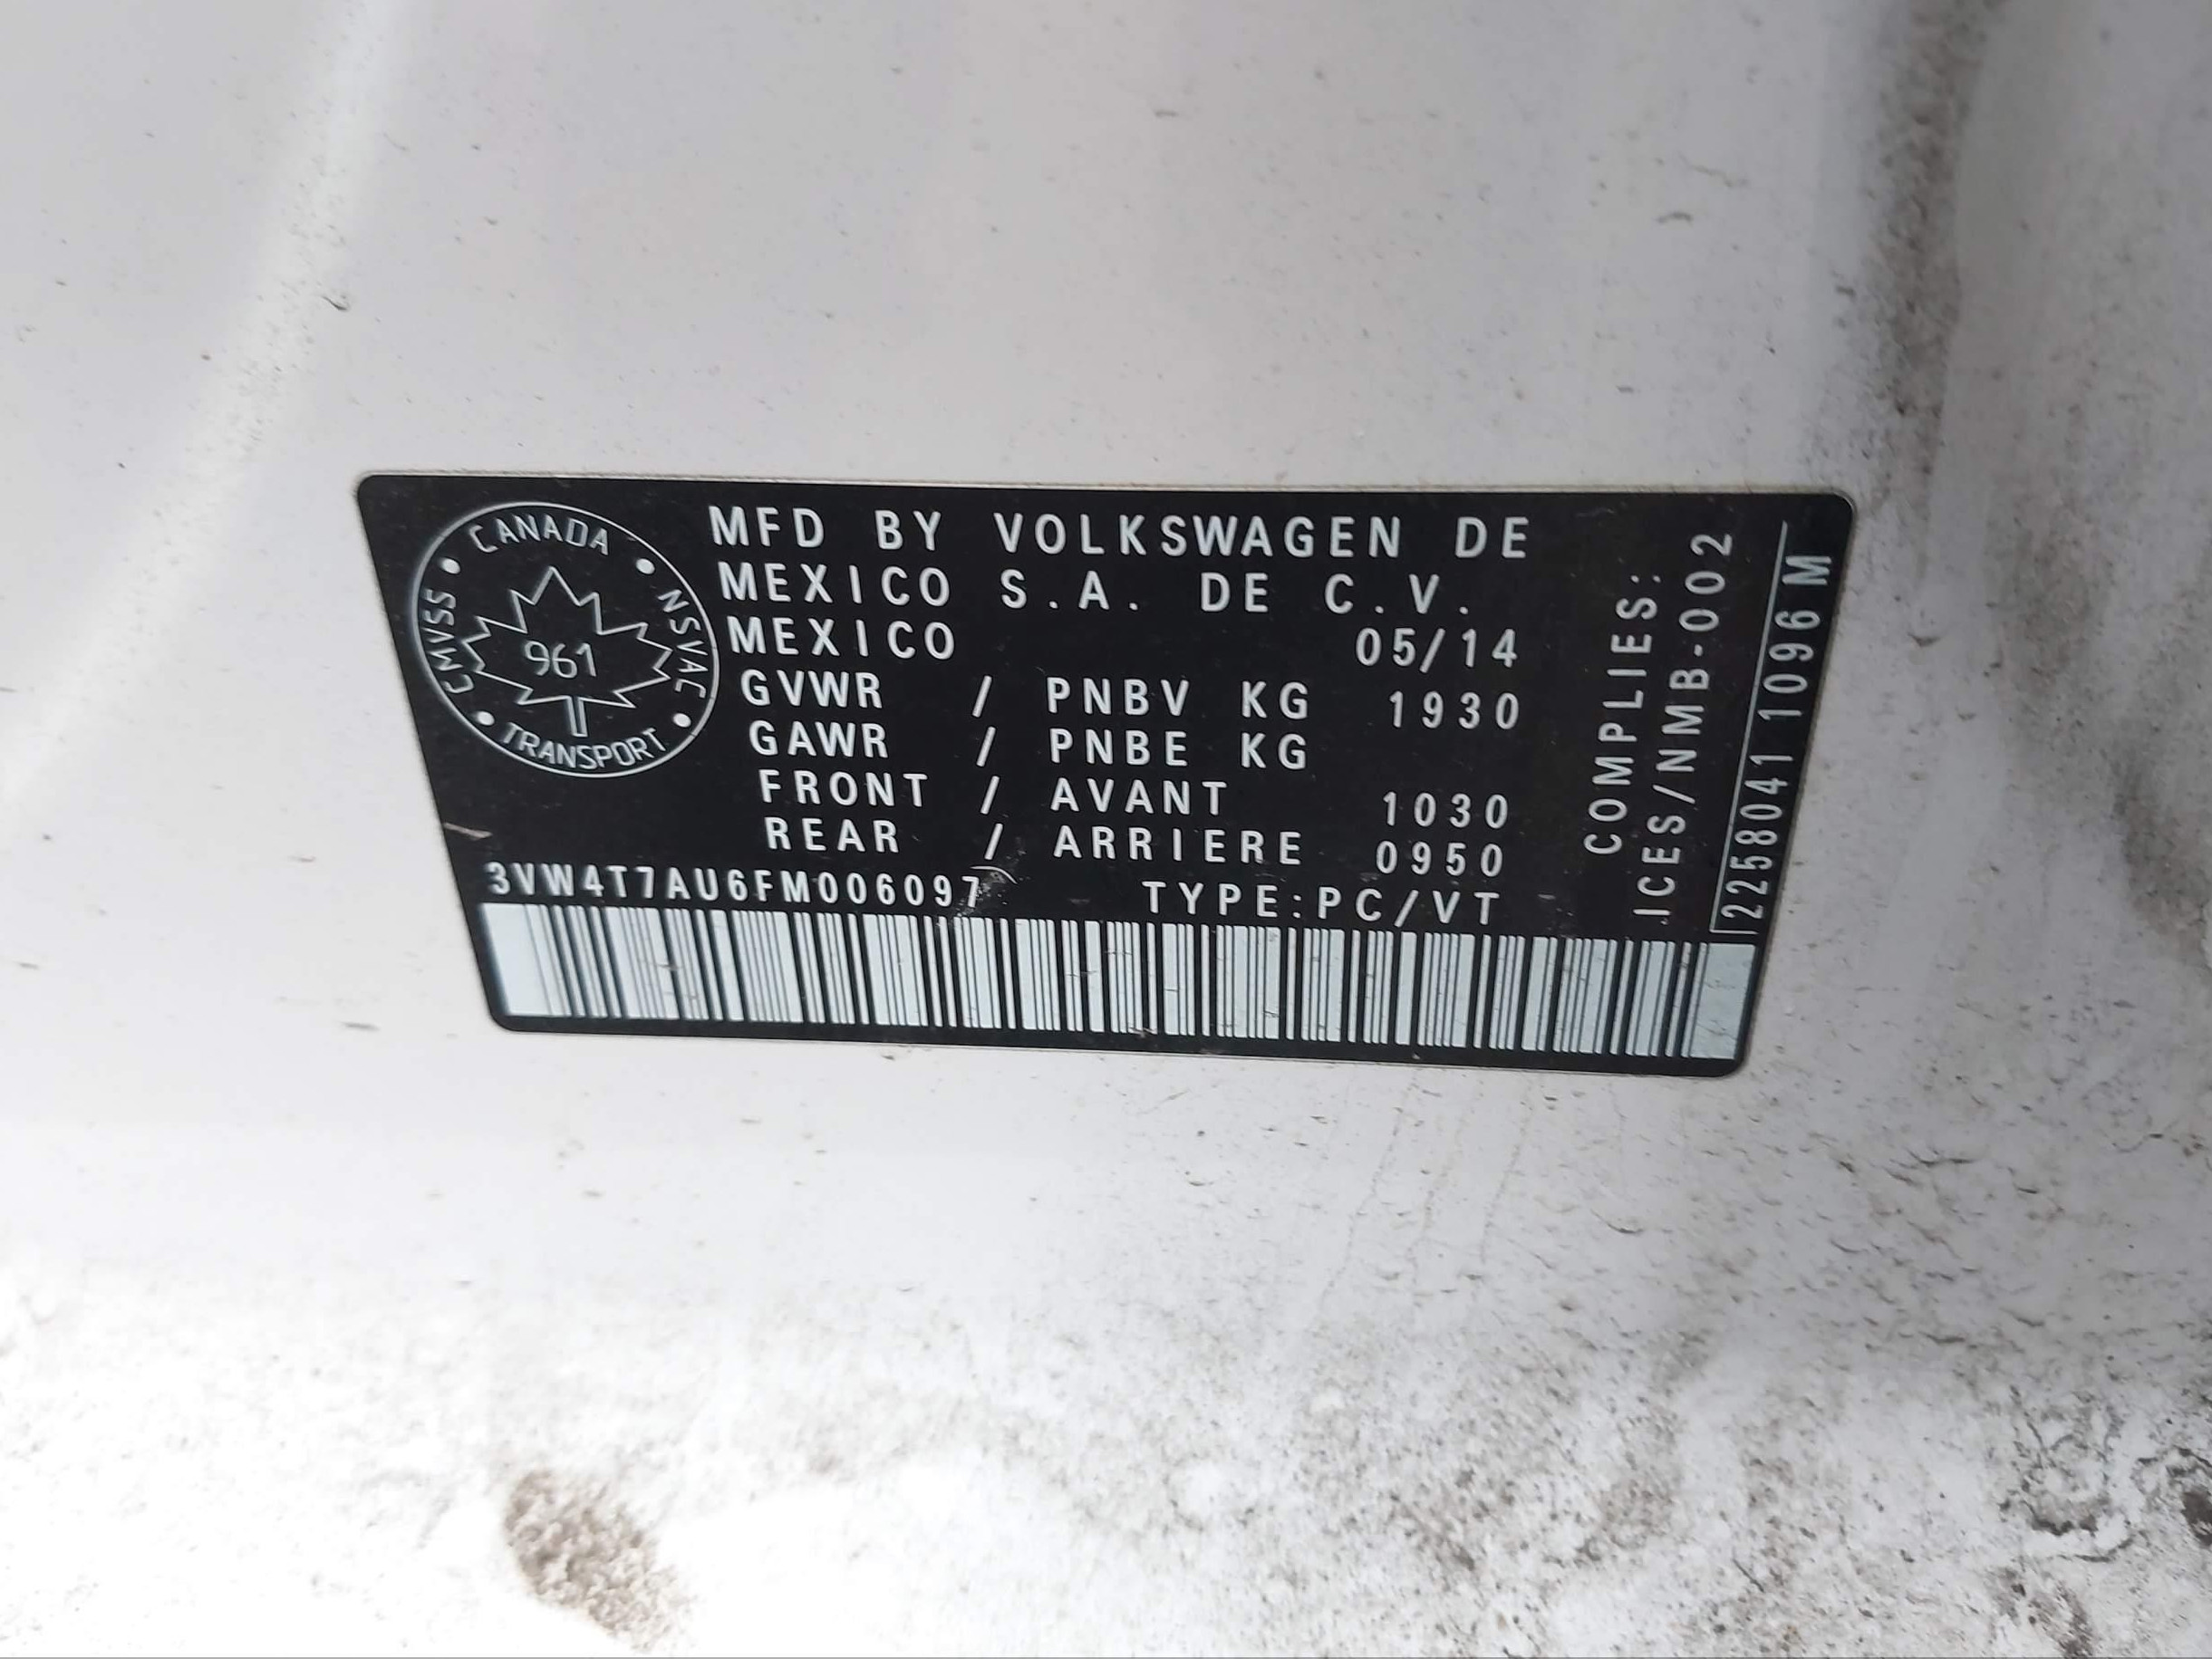 CANADA
CMVSS
NSVAC
961
TRANSPORT
MFD BY VOLKSWAGEN DE
MEXICO S.A. DE C.V.
MEXICO 05/14
GVWR / PNBV KG 1930
GAWR / PNBE KG
FRONT / AVANT 1030
REAR / ARRIERE 0950
3VW4T7AU6FM006097 TYPE:PC/VT
COMPLIES:
ICES/NMB-002
2258041 1096 M